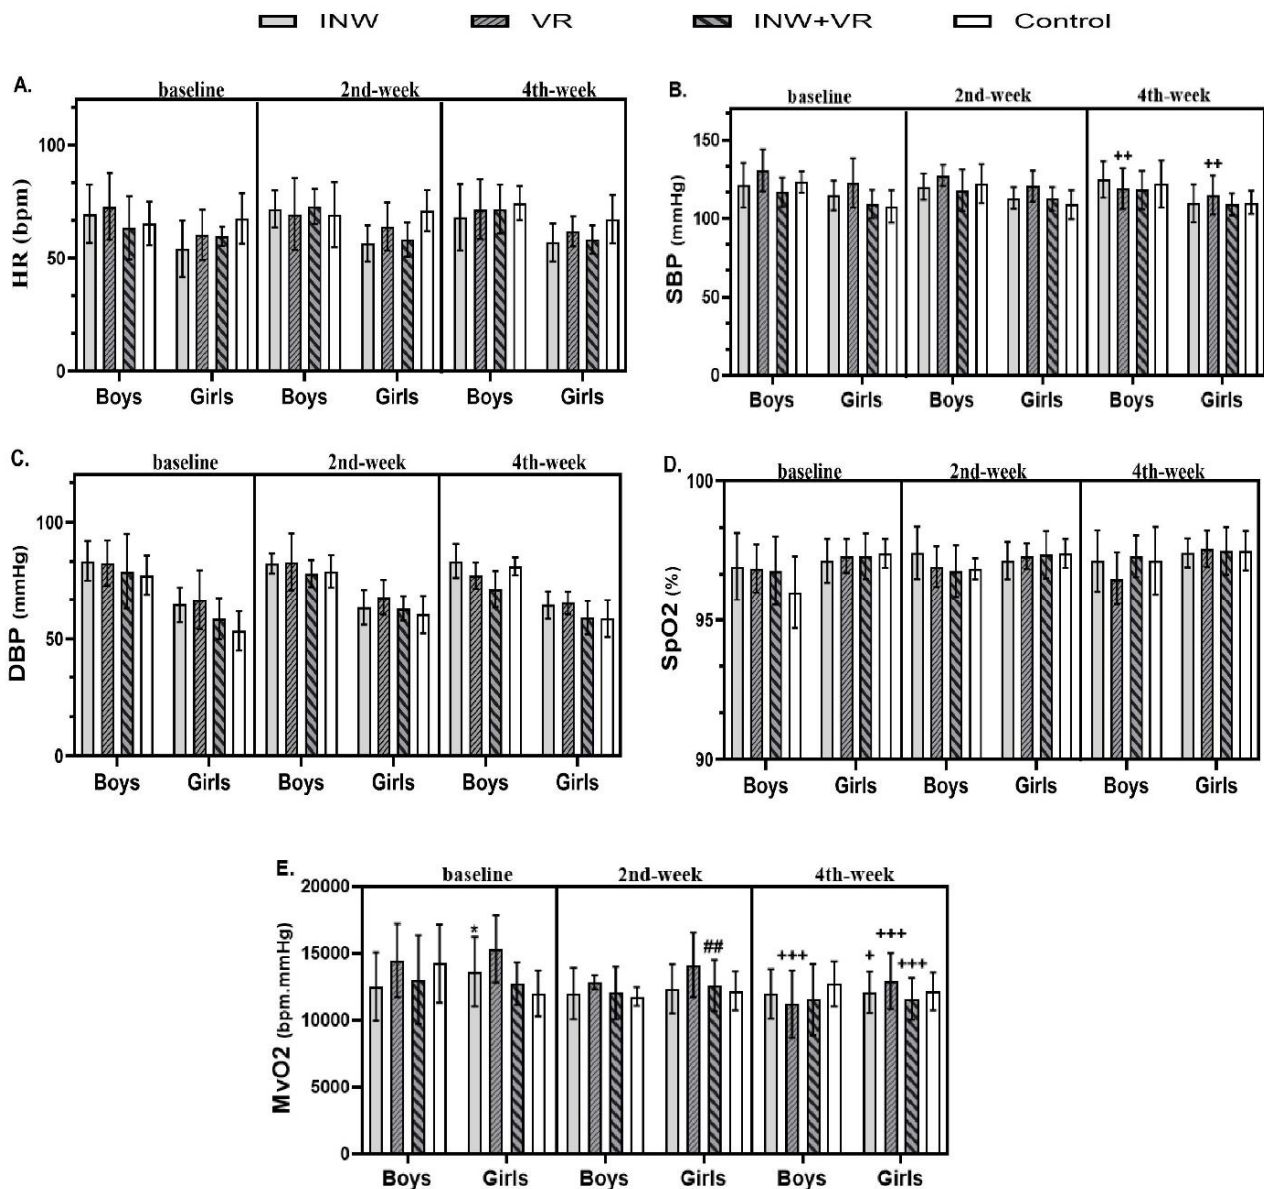 INW VR INW+VR Control
A.
baseline 2nd-week 4th-week
HR (bpm)
100
50
0
Boys Girls Boys Girls Boys Girls
B.
baseline 2nd-week 4th-week
SBP (mmHg)
150
100
50
0
++ ++
Boys Girls Boys Girls Boys Girls
C.
baseline 2nd-week 4th-week
DBP (mmHg)
100
50
0
Boys Girls Boys Girls Boys Girls
D.
baseline 2nd-week 4th-week
SpO2 (%)
100
95
90
Boys Girls Boys Girls Boys Girls
E.
baseline 2nd-week 4th-week
MvO2 (bpm.mmHg)
20000
15000
10000
5000
0
* ## +++ + +++ +++
Boys Girls Boys Girls Boys Girls